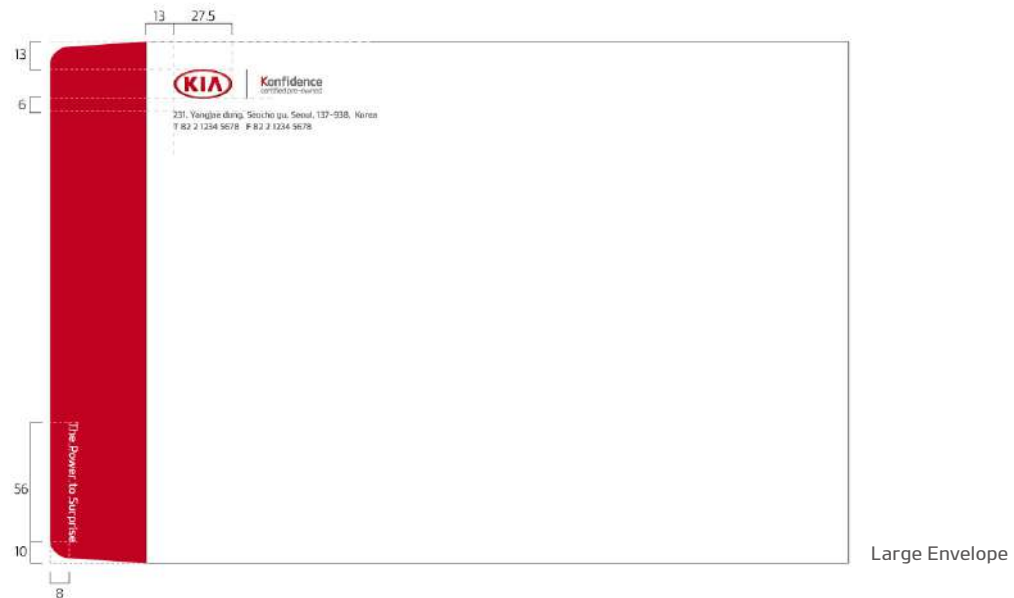 13 27.5
13
KIA
Konfidence
certified pre-owned
6
231, Yangjae dong, Seocho gu, Seoul, 137-938, Korea
T 82 2 1234 5678 F 82 2 1234 5678
The Power to Surprise
56
10
Large Envelope
8